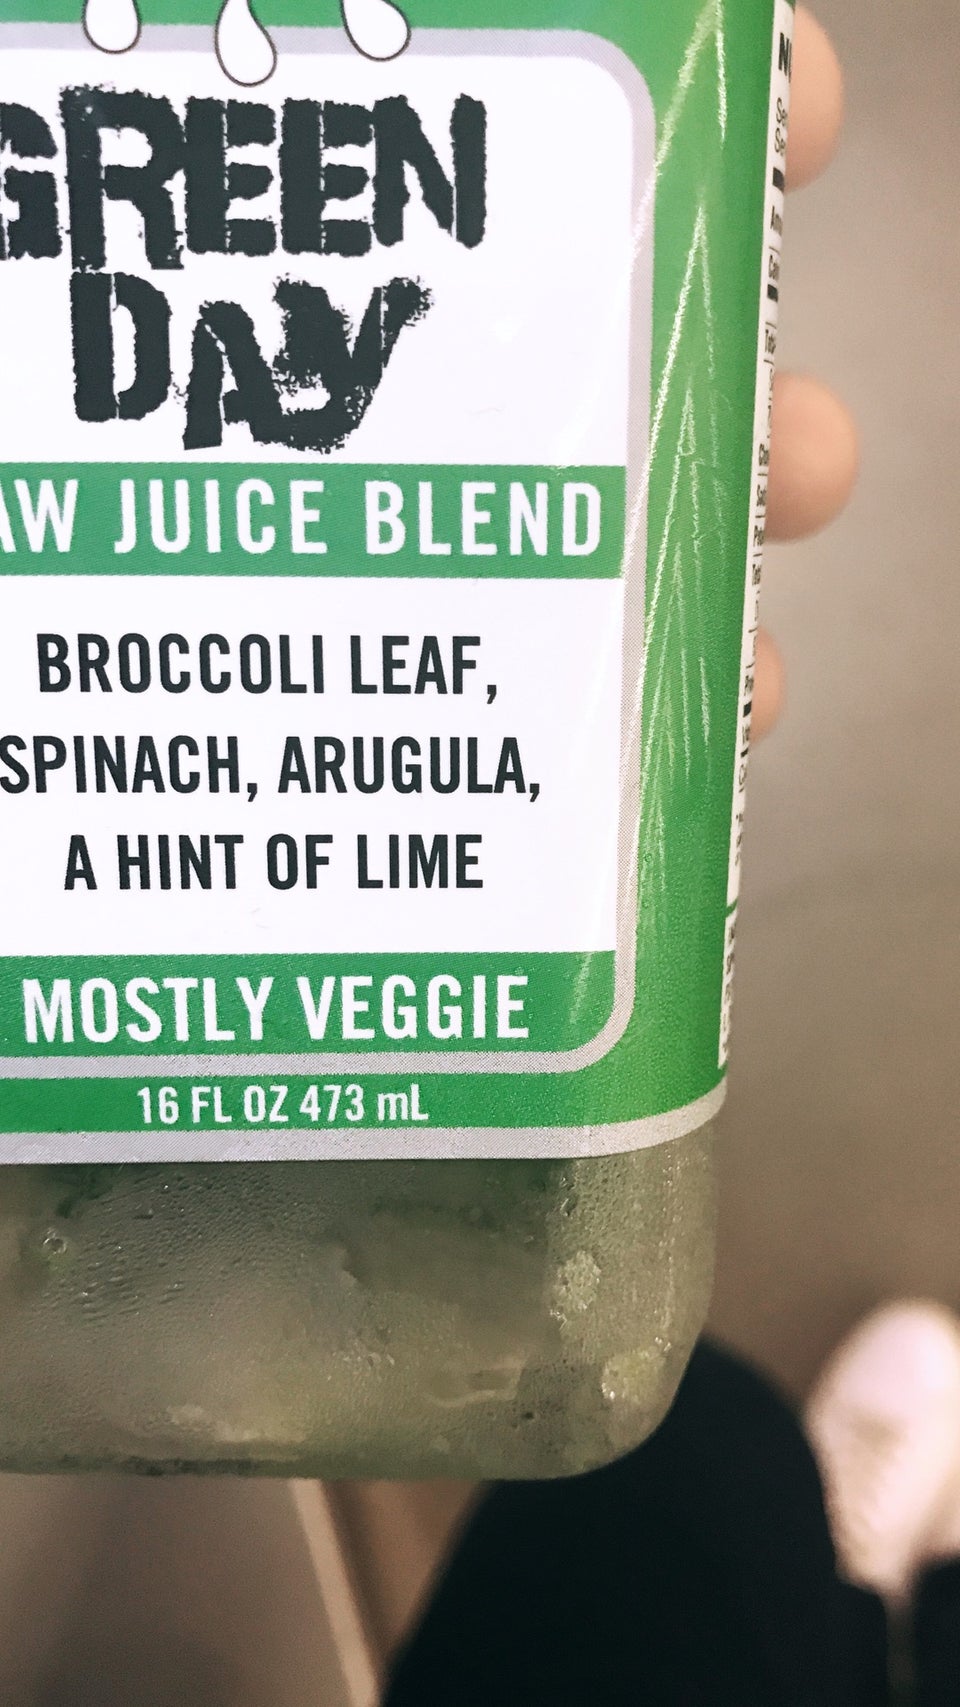 GREEN
DAY
AW JUICE BLEND
BROCCOLI LEAF,
SPINACH, ARUGULA,
A HINT OF LIME
MOSTLY VEGGIE
16 FL OZ 473 mL